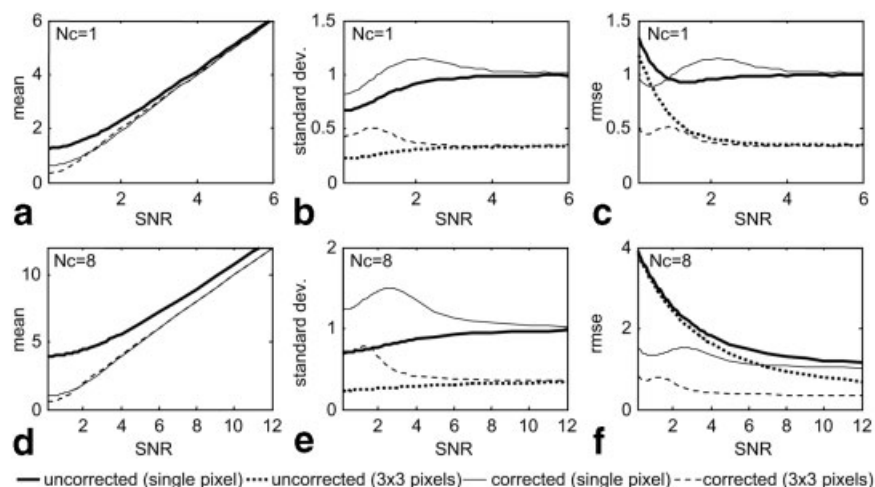 6
4
2
0
mean
Nc=1
2 4 6
SNR
a
1.5
1
0.5
0
standard dev.
Nc=1
2 4 6
SNR
b
1.5
1
0.5
0
rmse
Nc=1
2 4 6
SNR
c
10
5
0
mean
Nc=8
2 4 6 8 10 12
SNR
d
2
1
0
standard dev.
Nc=8
2 4 6 8 10 12
SNR
e
4
2
0
rmse
Nc=8
2 4 6 8 10 12
SNR
f
uncorrected (single pixel) uncorrected (3x3 pixels) corrected (single pixel) corrected (3x3 pixels)